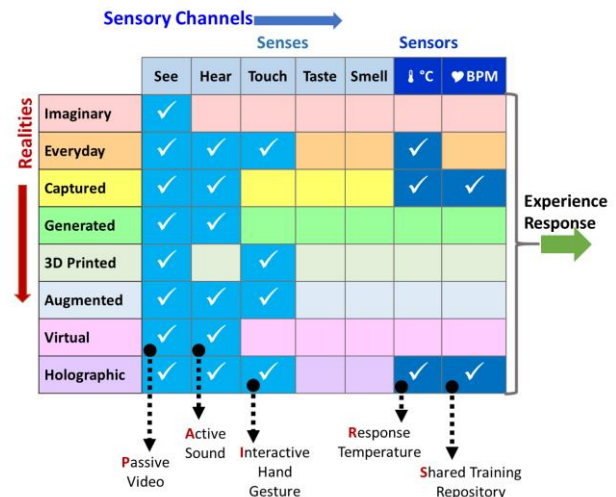 Sensory Channels
Senses
Sensors
See
Hear
Touch
Taste
Smell
°C
BPM
Realities
Imaginary
Everyday
Captured
Generated
3D Printed
Augmented
Virtual
Holographic
Experience
Response
Passive
Video
Active
Sound
Interactive
Hand
Gesture
Response
Temperature
Shared Training
Repository